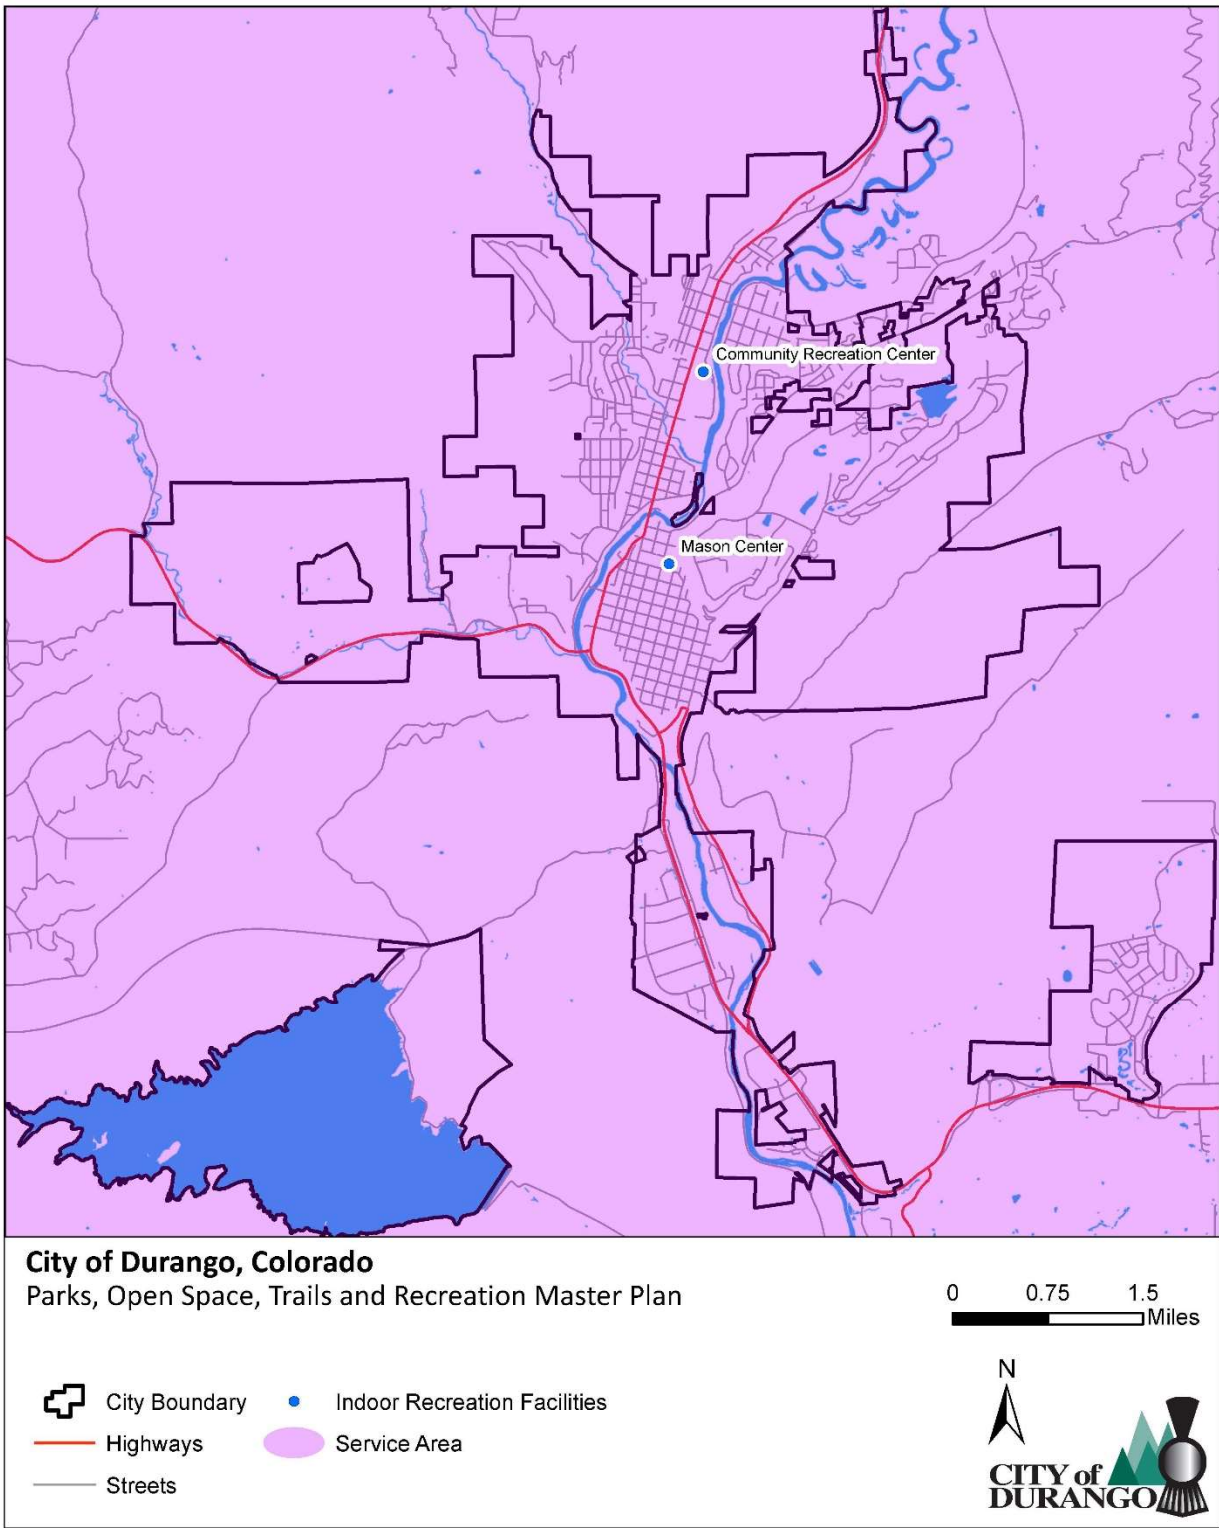 Community Recreation Center
Mason Center
City of Durango, Colorado
Parks, Open Space, Trails and Recreation Master Plan
0 0.75 1.5
Miles
N
City Boundary
Indoor Recreation Facilities
Highways
Service Area
Streets
CITY of
DURANGO